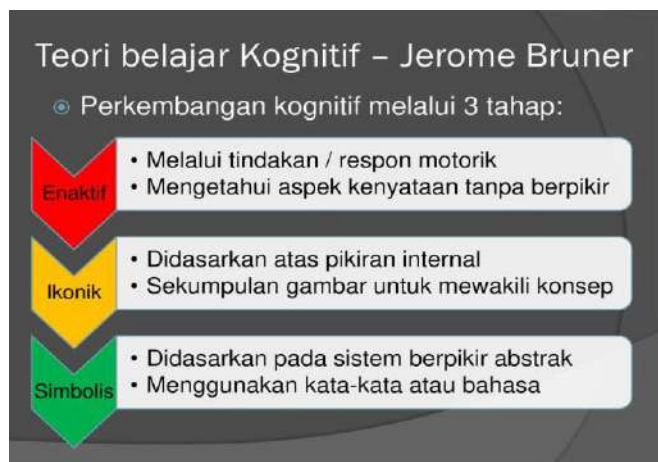 Teori belajar Kognitif – Jerome Bruner
Perkembangan kognitif melalui 3 tahap:
Enaktif
• Melalui tindakan / respon motorik
• Mengetahui aspek kenyataan tanpa berpikir
Ikonik
• Didasarkan atas pikiran internal
• Sekumpulan gambar untuk mewakili konsep
Simbolis
• Didasarkan pada sistem berpikir abstrak
• Menggunakan kata-kata atau bahasa